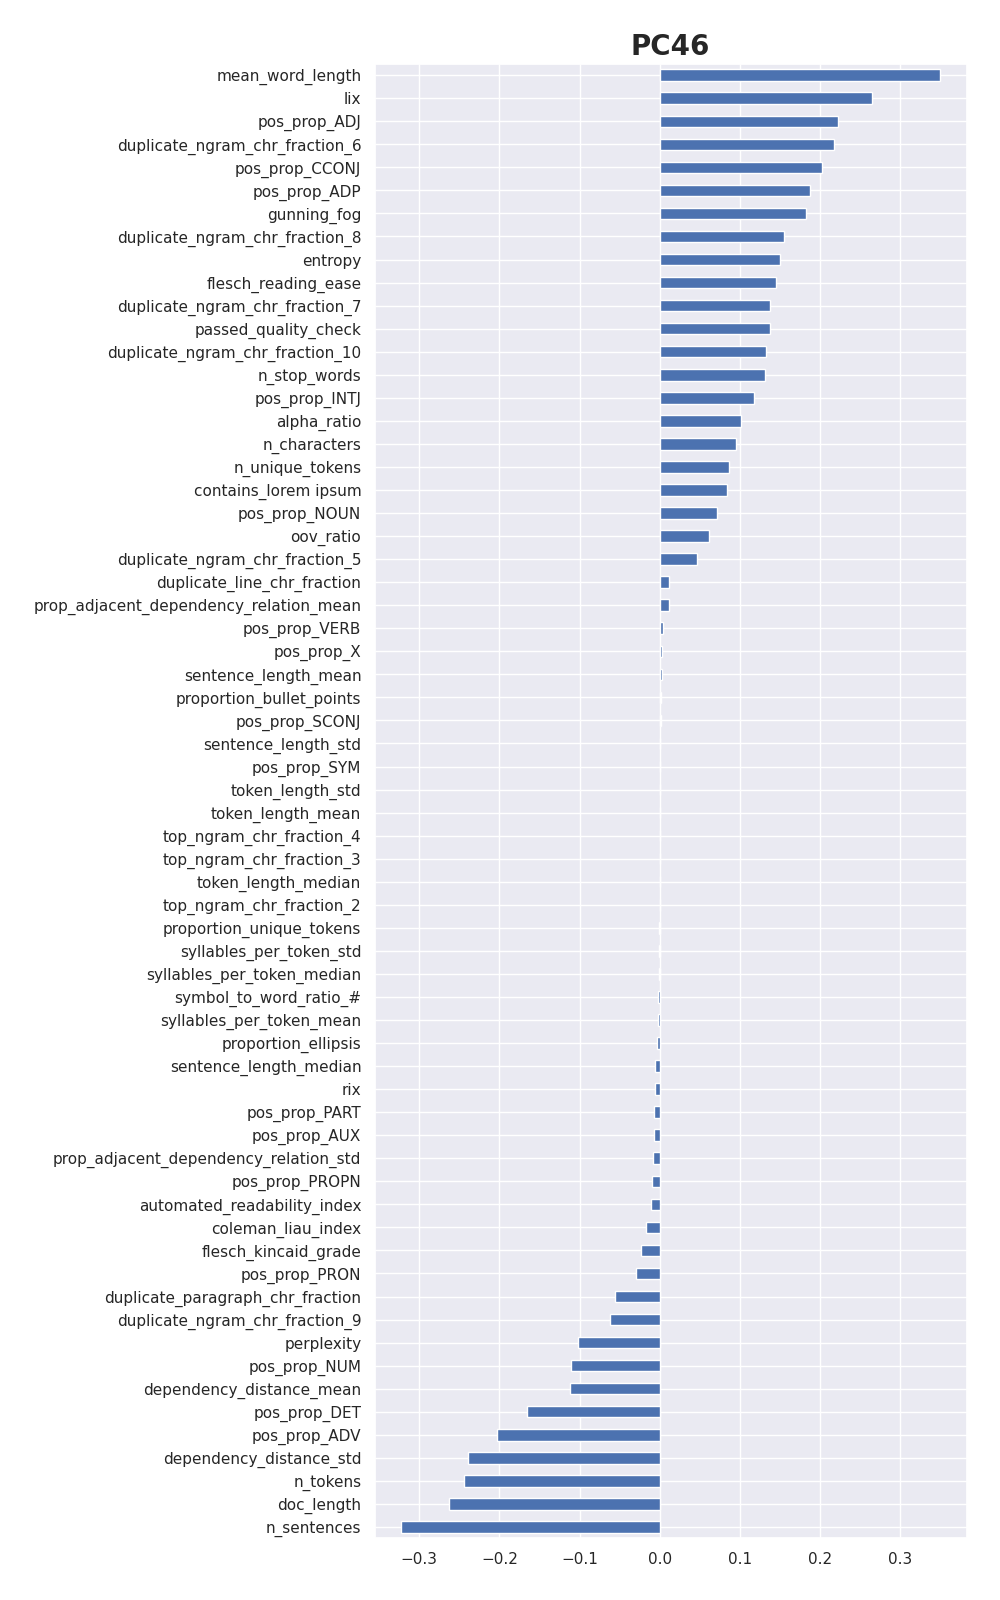 PC46
mean_word_length
lix
pos_prop_ADJ
duplicate_ngram_chr_fraction_6
pos_prop_CCONJ
pos_prop_ADP
gunning_fog
duplicate_ngram_chr_fraction_8
entropy
flesch_reading_ease
duplicate_ngram_chr_fraction_7
passed_quality_check
duplicate_ngram_chr_fraction_10
n_stop_words
pos_prop_INTJ
alpha_ratio
n_characters
n_unique_tokens
contains_lorem ipsum
pos_prop_NOUN
oov_ratio
duplicate_ngram_chr_fraction_5
duplicate_line_chr_fraction
prop_adjacent_dependency_relation_mean
pos_prop_VERB
pos_prop_X
sentence_length_mean
proportion_bullet_points
pos_prop_SCONJ
sentence_length_std
pos_prop_SYM
token_length_std
token_length_mean
top_ngram_chr_fraction_4
top_ngram_chr_fraction_3
token_length_median
top_ngram_chr_fraction_2
proportion_unique_tokens
syllables_per_token_std
syllables_per_token_median
symbol_to_word_ratio_#
syllables_per_token_mean
proportion_ellipsis
sentence_length_median
rix
pos_prop_PART
pos_prop_AUX
prop_adjacent_dependency_relation_std
pos_prop_PROPN
automated_readability_index
coleman_liau_index
flesch_kincaid_grade
pos_prop_PRON
duplicate_paragraph_chr_fraction
duplicate_ngram_chr_fraction_9
perplexity
pos_prop_NUM
dependency_distance_mean
pos_prop_DET
pos_prop_ADV
dependency_distance_std
n_tokens
doc_length
n_sentences
−0.3 −0.2 −0.1 0.0 0.1 0.2 0.3